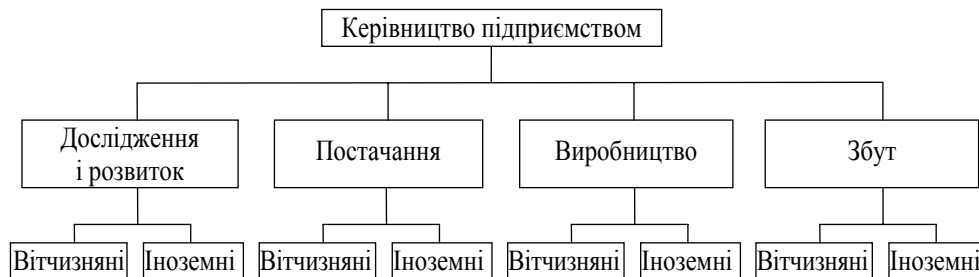 Керівництво підприємством
Дослідження
і розвиток
Постачання
Виробництво
Збут
Вітчизняні
Іноземні
Вітчизняні
Іноземні
Вітчизняні
Іноземні
Вітчизняні
Іноземні